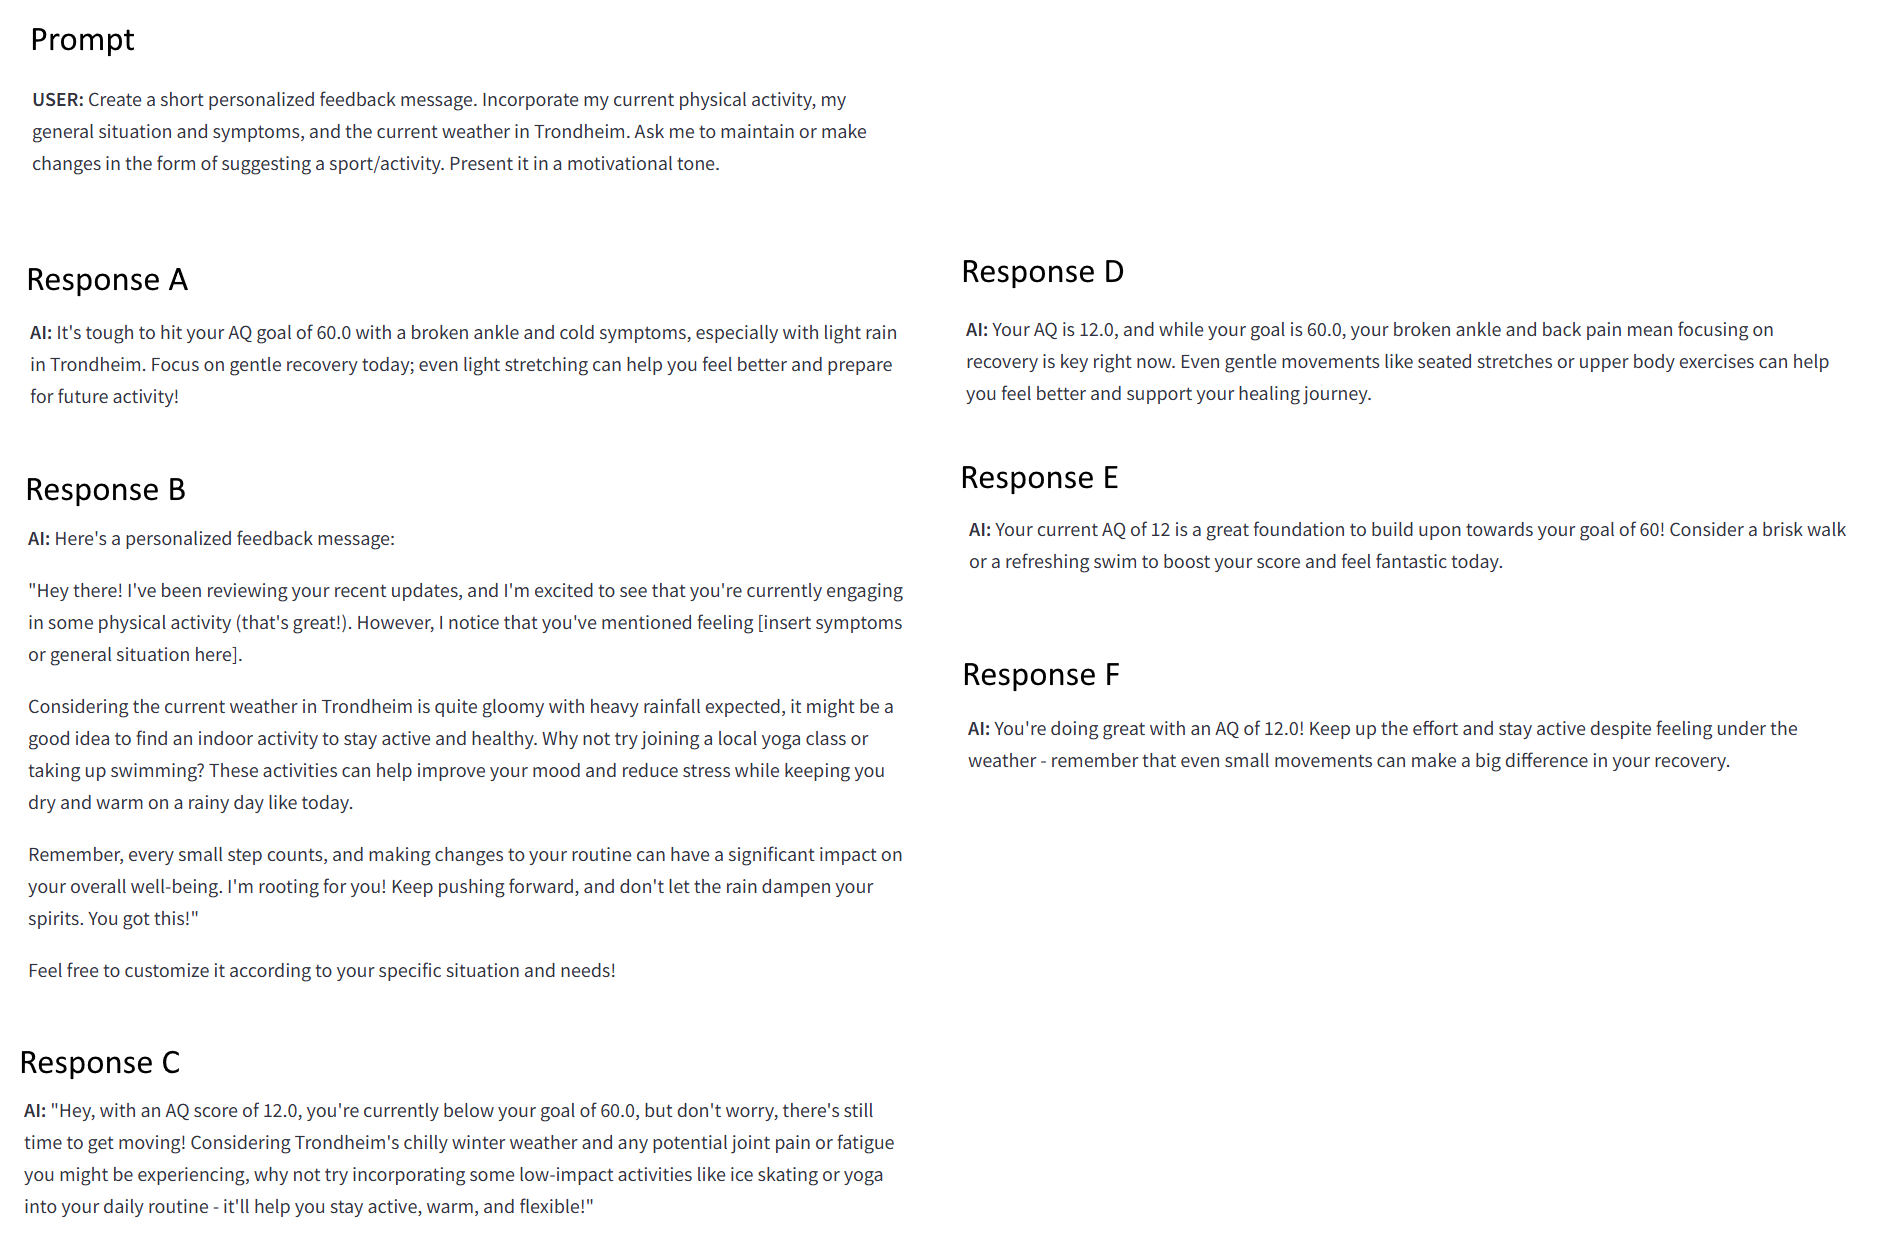 Prompt
USER: Create a short personalized feedback message. Incorporate my current physical activity, my
general situation and symptoms, and the current weather in Trondheim. Ask me to maintain or make
changes in the form of suggesting a sport/activity. Present it in a motivational tone.
Response A
AI: It's tough to hit your AQ goal of 60.0 with a broken ankle and cold symptoms, especially with light rain
in Trondheim. Focus on gentle recovery today; even light stretching can help you feel better and prepare
for future activity!
Response B
AI: Here's a personalized feedback message:
"Hey there! I've been reviewing your recent updates, and I'm excited to see that you're currently engaging
in some physical activity (that's great!). However, I notice that you've mentioned feeling [insert symptoms
or general situation here].
Considering the current weather in Trondheim is quite gloomy with heavy rainfall expected, it might be a
good idea to find an indoor activity to stay active and healthy. Why not try joining a local yoga class or
taking up swimming? These activities can help improve your mood and reduce stress while keeping you
dry and warm on a rainy day like today.
Remember, every small step counts, and making changes to your routine can have a significant impact on
your overall well-being. I'm rooting for you! Keep pushing forward, and don't let the rain dampen your
spirits. You got this!"
Feel free to customize it according to your specific situation and needs!
Response C
AI: "Hey, with an AQ score of 12.0, you're currently below your goal of 60.0, but don't worry, there's still
time to get moving! Considering Trondheim's chilly winter weather and any potential joint pain or fatigue
you might be experiencing, why not try incorporating some low-impact activities like ice skating or yoga
into your daily routine - it'll help you stay active, warm, and flexible!"
Response D
AI: Your AQ is 12.0, and while your goal is 60.0, your broken ankle and back pain mean focusing on
recovery is key right now. Even gentle movements like seated stretches or upper body exercises can help
you feel better and support your healing journey.
Response E
AI: Your current AQ of 12 is a great foundation to build upon towards your goal of 60! Consider a brisk walk
or a refreshing swim to boost your score and feel fantastic today.
Response F
AI: You're doing great with an AQ of 12.0! Keep up the effort and stay active despite feeling under the
weather - remember that even small movements can make a big difference in your recovery.